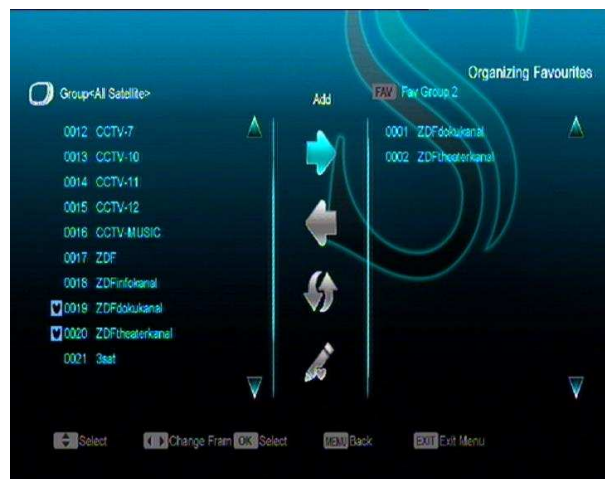 Organizing Favourites
Group<All Satellite>
Add
FAV Fav Group 2
0012 CCTV-7
0013 CCTV-10
0014 CCTV-11
0015 CCTV-12
0016 CCTV-MUSIC
0017 ZDF
0018 ZDFinfokanal
0019 ZDFdokukanal
0020 ZDFtheaterkanal
0021 3sat
0001 ZDFdokukanal
0002 ZDFtheaterkanal
Select Change Fram OK Select MENU Back EXIT Exit Menu